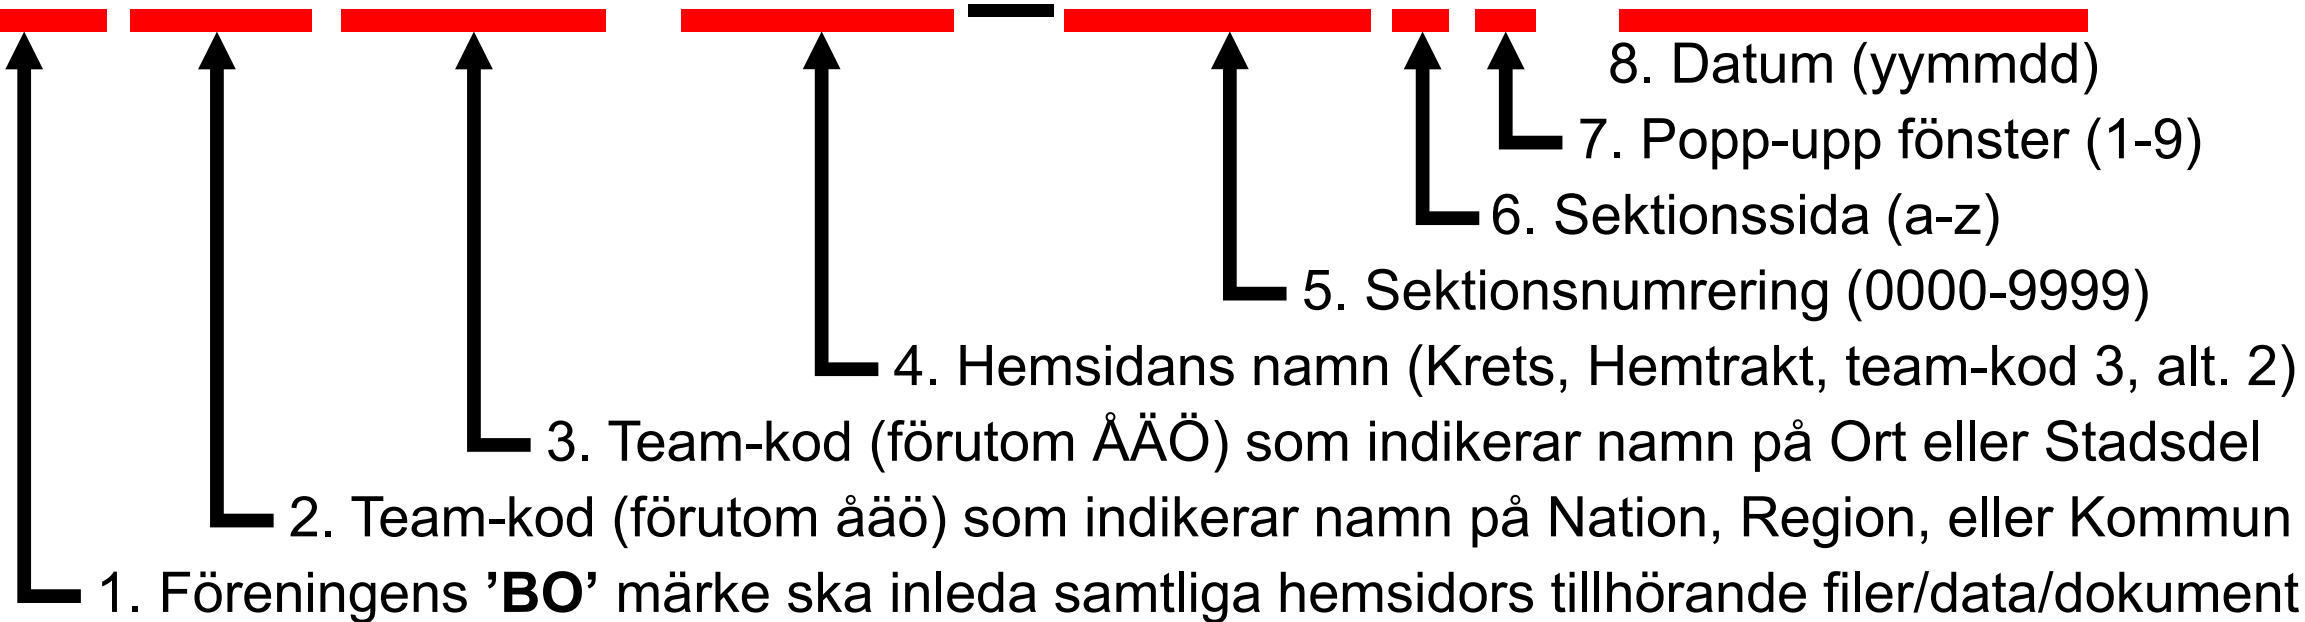 8. Datum (yymmdd)
7. Popp-upp fönster (1-9)
6. Sektionssida (a-z)
5. Sektionsnumrering (0000-9999)
4. Hemsidans namn (Krets, Hemtrakt, team-kod 3, alt. 2)
3. Team-kod (förutom ÅÄÖ) som indikerar namn på Ort eller Stadsdel
2. Team-kod (förutom åäö) som indikerar namn på Nation, Region, eller Kommun
1. Föreningens ’BO’ märke ska inleda samtliga hemsidors tillhörande filer/data/dokument